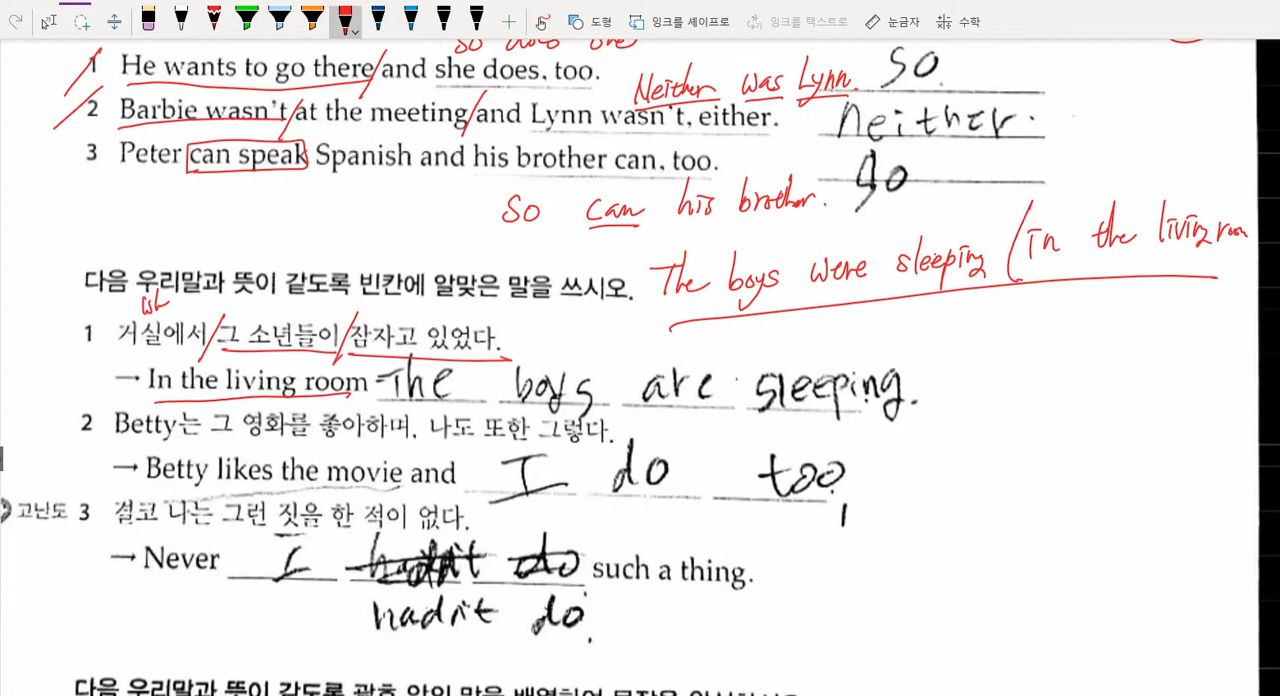 도형 잉크를 셰이프로 잉크를 텍스트로 눈금자 수학
so does she
1 He wants to go there and she does, too. so.
Neither was Lynn.
2 Barbie wasn't at the meeting and Lynn wasn't, either. neither.
3 Peter can speak Spanish and his brother can, too. so
So can his brother.
The boys were sleeping in the living room
다음 우리말과 뜻이 같도록 빈칸에 알맞은 말을 쓰시오.
1 거실에서 그 소년들이 잠자고 있었다.
→ In the living room The boys are sleeping.
2 Betty는 그 영화를 좋아하며, 나도 또한 그렇다.
→ Betty likes the movie and I do too,
고난도 3 결코 나는 그런 짓을 한 적이 없다.
→ Never I hadn't do such a thing.
hadn't do.
다음 우리말과 뜻이 같도록 괄호 안의 말을 배열하여 문장을 완성하시오